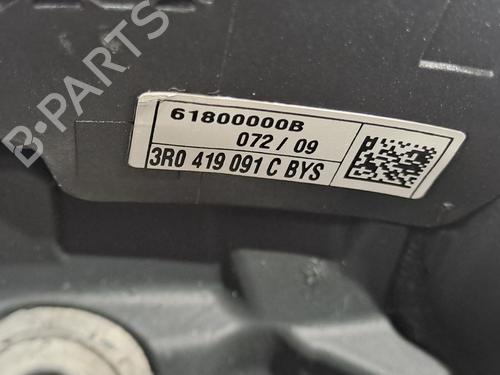 B-PARTS
61800000B
072 / 09
3R0 419 091 C BYS